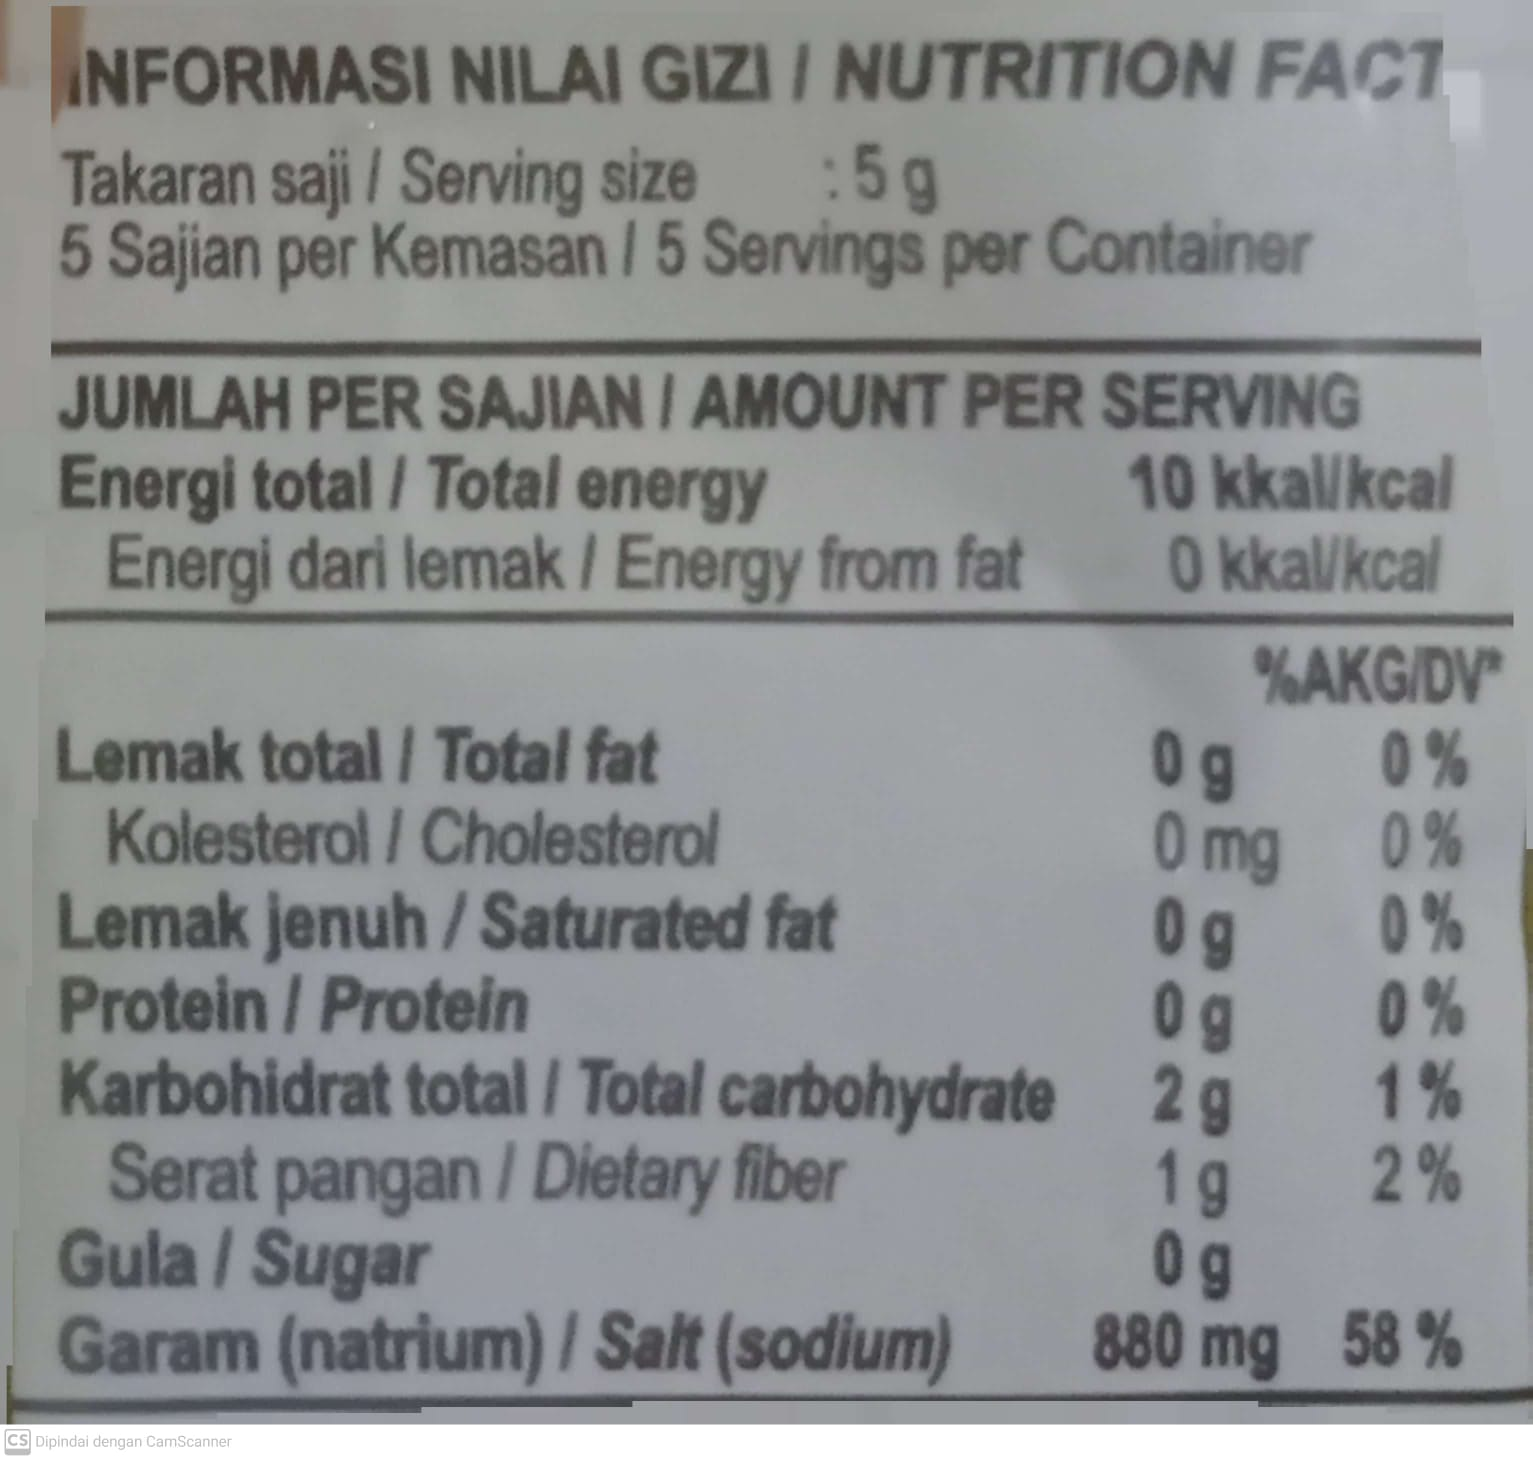 INFORMASI NILAI GIZI / NUTRITION FACT
Takaran saji / Serving size : 5 g
5 Sajian per Kemasan / 5 Servings per Container
JUMLAH PER SAJIAN / AMOUNT PER SERVING
Energi total / Total energy 10 kkal/kcal
Energi dari lemak / Energy from fat 0 kkal/kcal
%AKG/DV*
Lemak total / Total fat 0 g 0 %
Kolesterol / Cholesterol 0 mg 0 %
Lemak jenuh / Saturated fat 0 g 0 %
Protein / Protein 0 g 0 %
Karbohidrat total / Total carbohydrate 2 g 1 %
Serat pangan / Dietary fiber 1 g 2 %
Gula / Sugar 0 g
Garam (natrium) / Salt (sodium) 880 mg 58 %
CS Dipindai dengan CamScanner